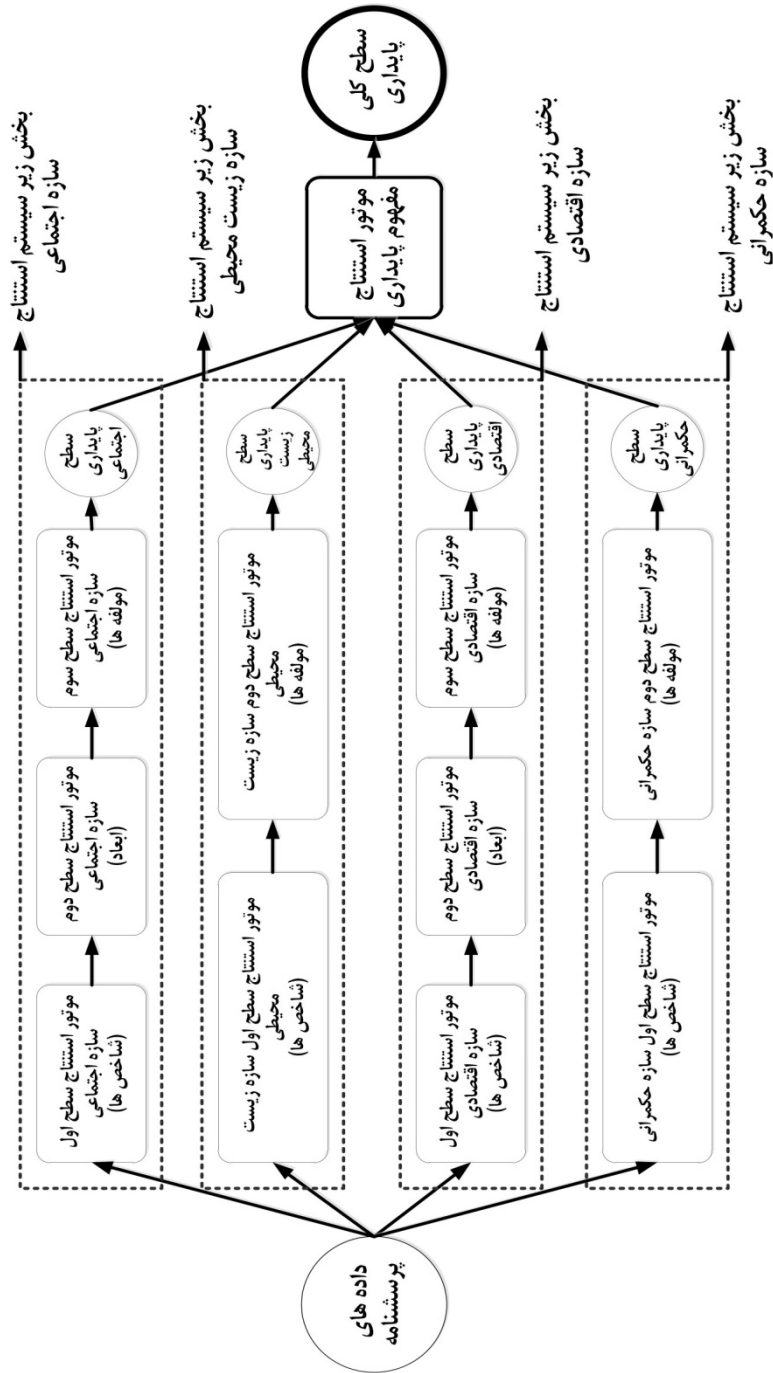 داده های
پرسشنامه
موتور استنتاج سطح اول
سازه اجتماعی
(شاخص ها)
موتور استنتاج سطح دوم
سازه اجتماعی
(ابعاد)
موتور استنتاج سطح سوم
سازه اجتماعی
(مولفه ها)
سطح
پایداری
اجتماعی
بخش زیر سیستم استنتاج
سازه اجتماعی
موتور استنتاج سطح اول سازه زیست
محیطی
(شاخص ها)
موتور استنتاج سطح دوم سازه زیست
محیطی
(مولفه ها)
سطح
پایداری
زیست
محیطی
بخش زیر سیستم استنتاج
سازه زیست محیطی
موتور استنتاج سطح اول
سازه اقتصادی
(شاخص ها)
موتور استنتاج سطح دوم
سازه اقتصادی
(ابعاد)
موتور استنتاج سطح سوم
سازه اقتصادی
(مولفه ها)
سطح
پایداری
اقتصادی
بخش زیر سیستم استنتاج
سازه اقتصادی
موتور استنتاج سطح اول سازه حکمرانی
(شاخص ها)
موتور استنتاج سطح دوم سازه حکمرانی
(مولفه ها)
سطح
پایداری
حکمرانی
بخش زیر سیستم استنتاج
سازه حکمرانی
موتور استنتاج
مفهوم پایداری
سطح کلی
پایداری